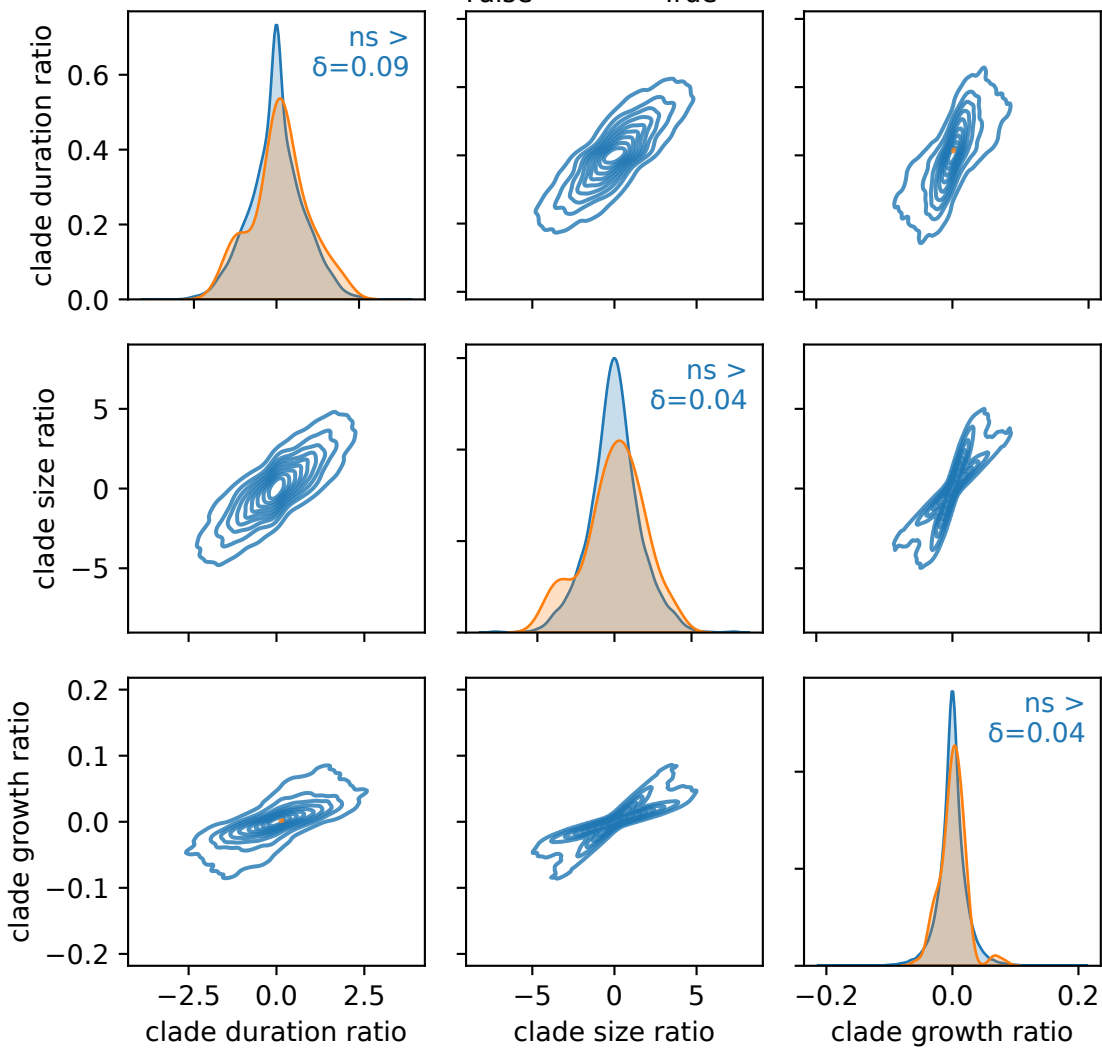 clade duration ratio
0.6
0.4
0.2
0.0
ns >
δ=0.09
clade size ratio
5
0
−5
ns >
δ=0.04
clade growth ratio
0.2
0.1
0.0
−0.1
−0.2
ns >
δ=0.04
−2.5 0.0 2.5
−5 0 5
−0.2 0.0 0.2
clade duration ratio
clade size ratio
clade growth ratio